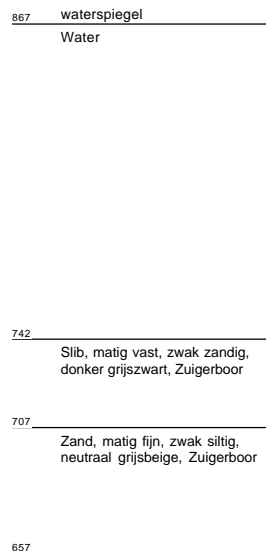 867 waterspiegel
Water
742
Slib, matig vast, zwak zandig,
donker grijszwart, Zuigerboor
707
Zand, matig fijn, zwak siltig,
neutraal grijsbeige, Zuigerboor
657